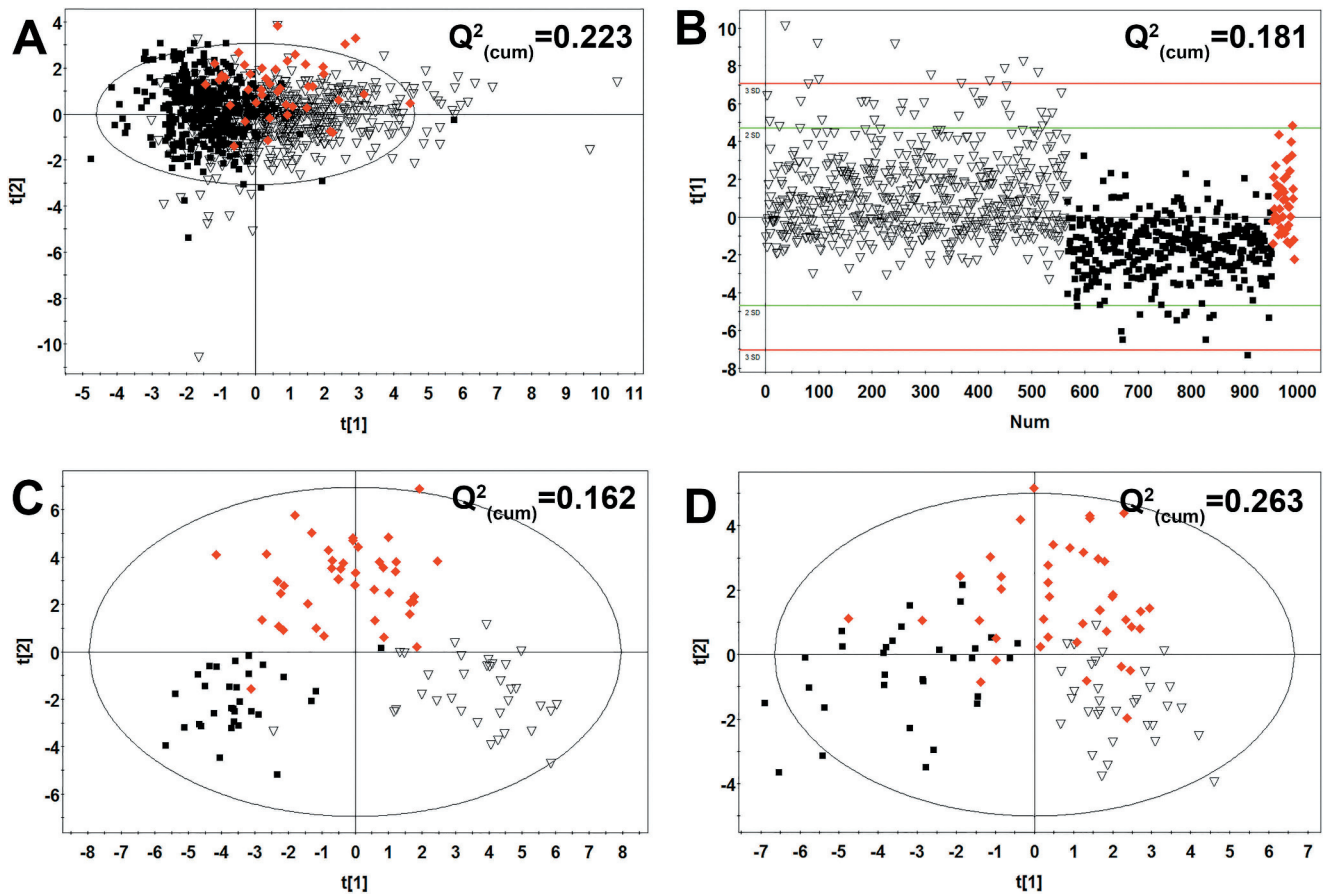 A
Q²(cum)=0.223
4
2
0
-2
-4
-6
-8
-10
t[2]
-5 -4 -3 -2 -1 0 1 2 3 4 5 6 7 8 9 10 11
t[1]
B
Q²(cum)=0.181
10
8
6
4
2
0
-2
-4
-6
-8
t[1]
3 SD
2 SD
2 SD
3 SD
0 100 200 300 400 500 600 700 800 900 1000
Num
C
Q²(cum)=0.162
6
4
2
0
-2
-4
-6
t[2]
-8 -7 -6 -5 -4 -3 -2 -1 0 1 2 3 4 5 6 7 8
t[1]
D
Q²(cum)=0.263
4
2
0
-2
-4
t[2]
-7 -6 -5 -4 -3 -2 -1 0 1 2 3 4 5 6 7
t[1]